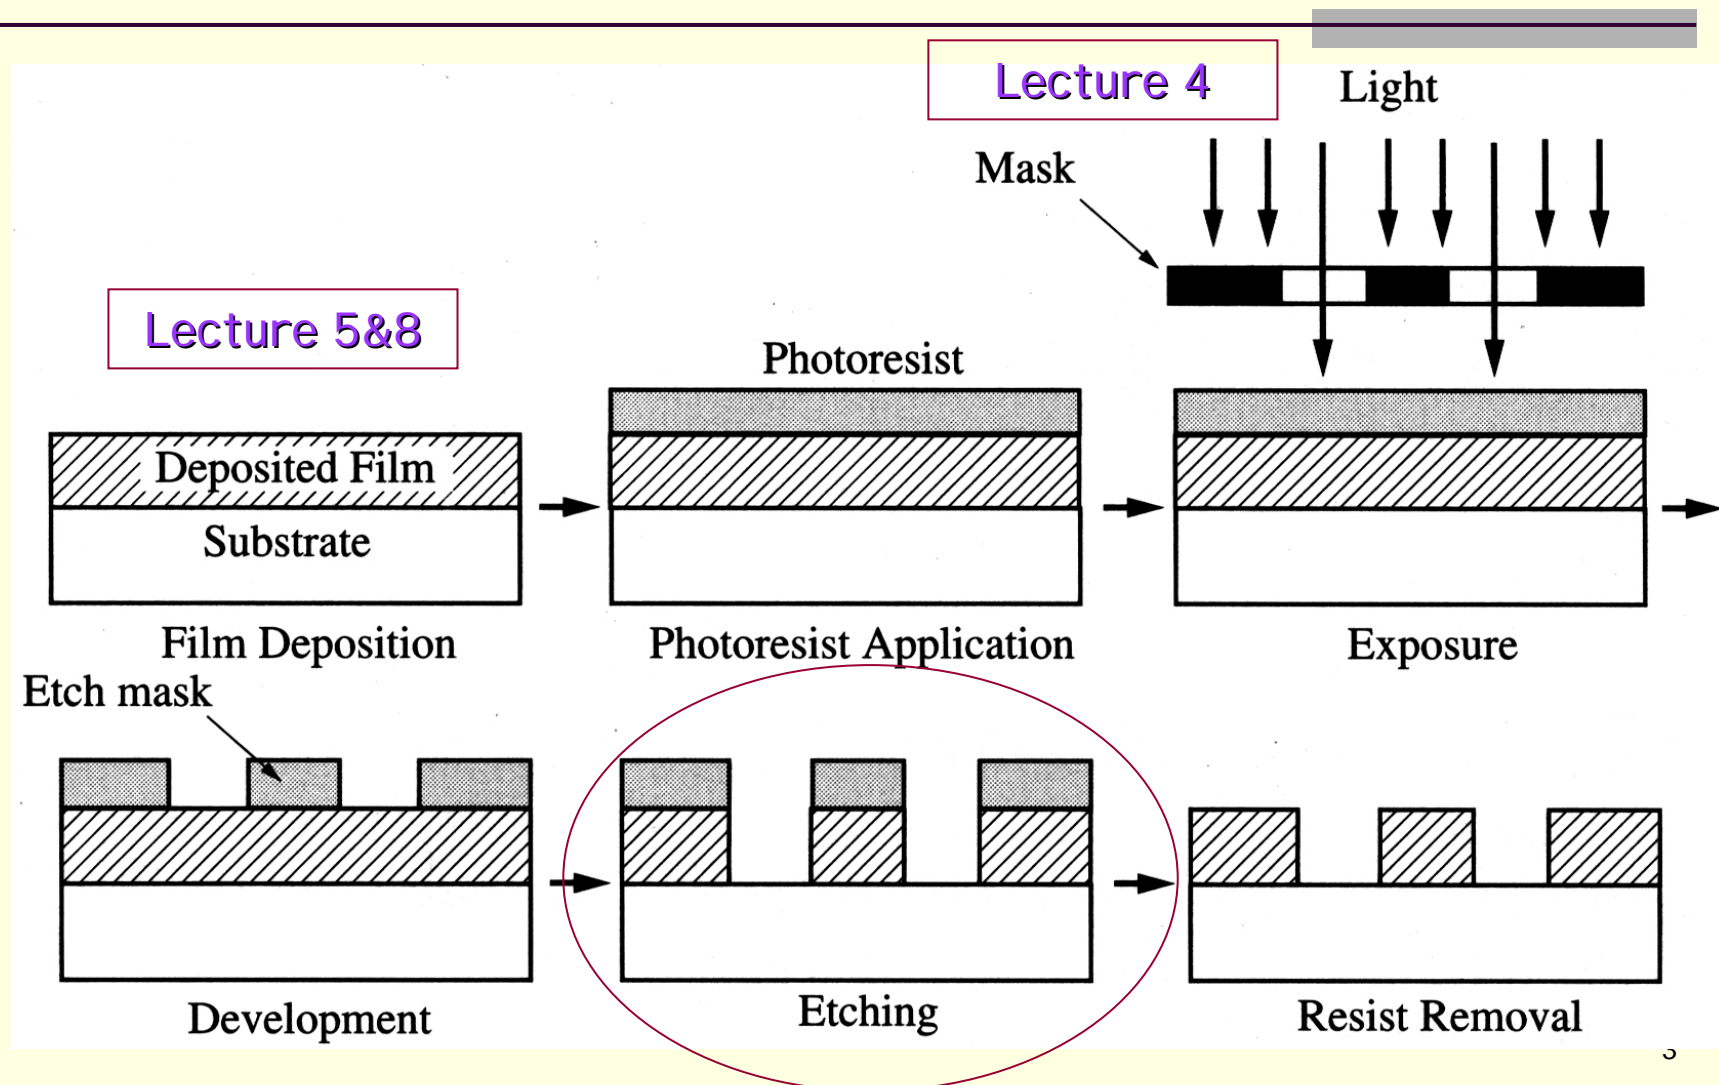 Lecture 4
Light
Mask
Lecture 5&8
Photoresist
Deposited Film
Substrate
Film Deposition
Photoresist Application
Exposure
Etch mask
Development
Etching
Resist Removal
3